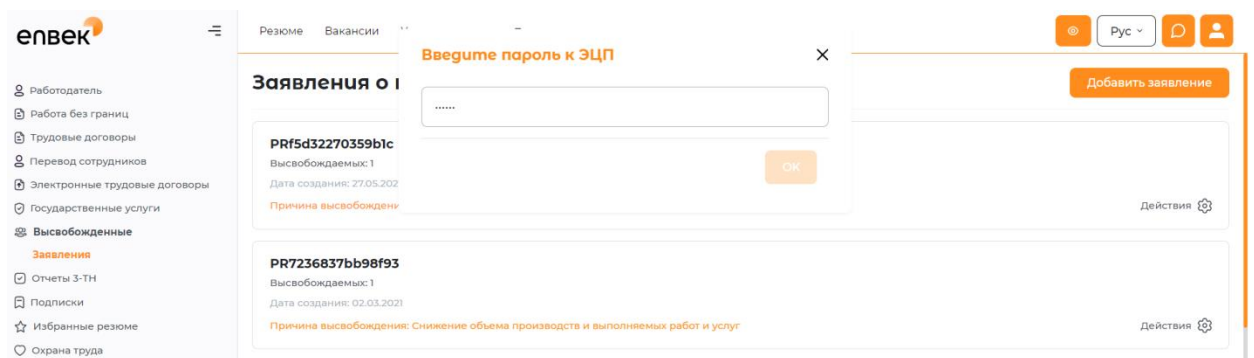 enbek
Резюме Вакансии
Рус
Работодатель
Работа без границ
Трудовые договоры
Перевод сотрудников
Электронные трудовые договоры
Государственные услуги
Высвобожденные
Заявления
Отчеты 3-ТН
Подписки
Избранные резюме
Охрана труда
Заявления о
Добавить заявление
Введите пароль к ЭЦП
......
ОК
PRf5d32270359b1c
Высвобождаемых: 1
Дата создания: 27.05.202
Причина высвобождени
Действия
PR7236837bb98f93
Высвобождаемых: 1
Дата создания: 02.03.2021
Причина высвобождения: Снижение объема производств и выполняемых работ и услуг
Действия